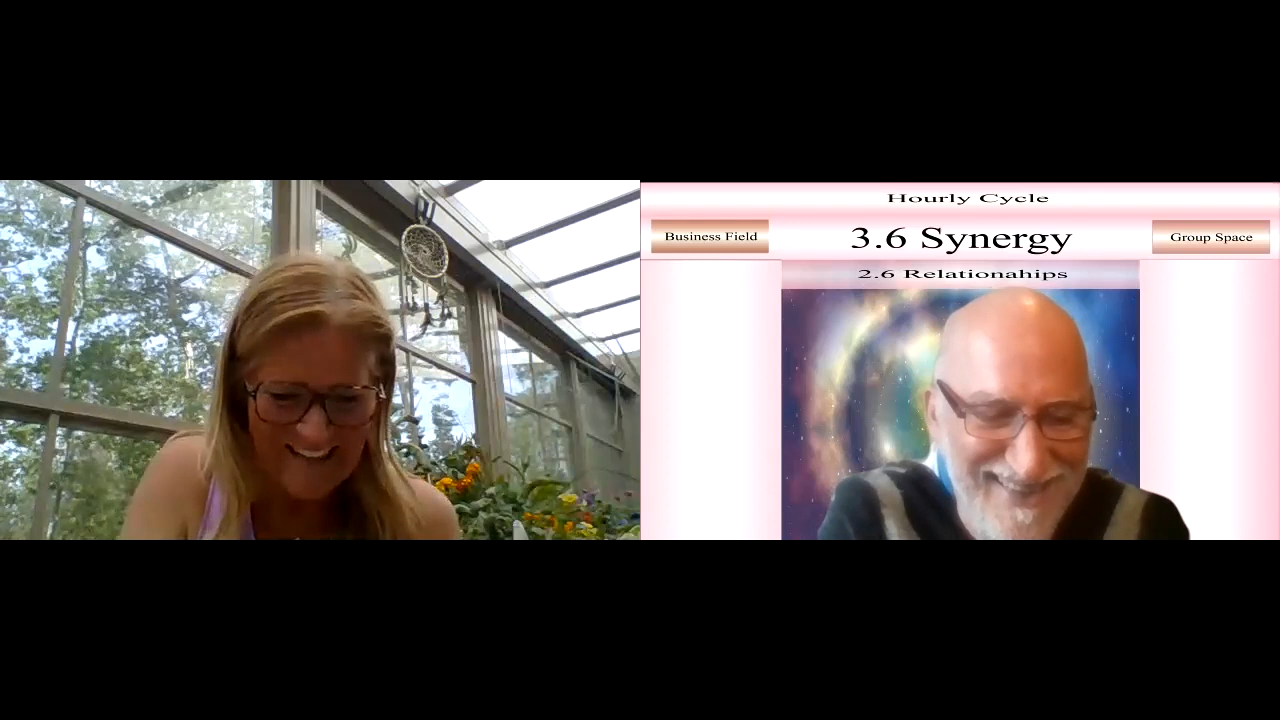 Hourly Cycle
Business Field
3.6 Synergy
Group Space
2.6 Relationahips